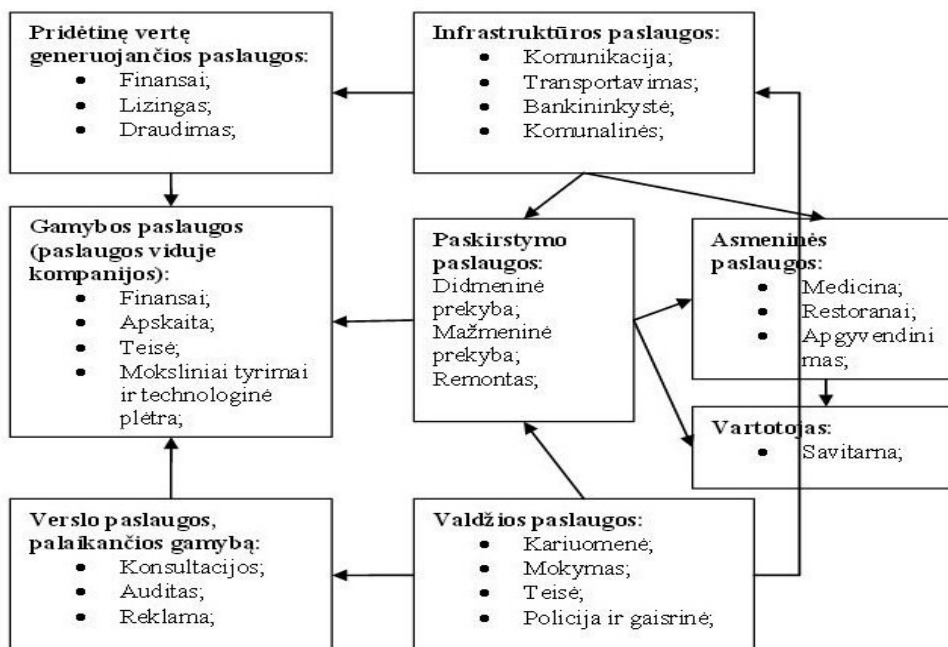 Pridėtinę vertę
generuojančios paslaugos:
• Finansai;
• Lizingas;
• Draudimas;
Infrastruktūros paslaugos:
• Komunikacija;
• Transportavimas;
• Bankininkystė;
• Komunalinės;
Gamybos paslaugos
(paslaugos viduje
kompanijos):
• Finansai;
• Apskaita;
• Teisė;
• Moksliniai tyrimai
ir technologinė
plėtra;
Paskirstymo
paslaugos:
Didmeninė
prekyba;
Mažmeninė
prekyba;
Remontas;
Asmeninės
paslaugos:
• Medicina;
• Restoranai;
• Apgyvendini
mas;
Vartotojas:
• Savitarna;
Verslo paslaugos,
palaikančios gamybą:
• Konsultacijos;
• Auditas;
• Reklama;
Valdžios paslaugos:
• Kariuomenė;
• Mokymas;
• Teisė;
• Policija ir gaisrinė;